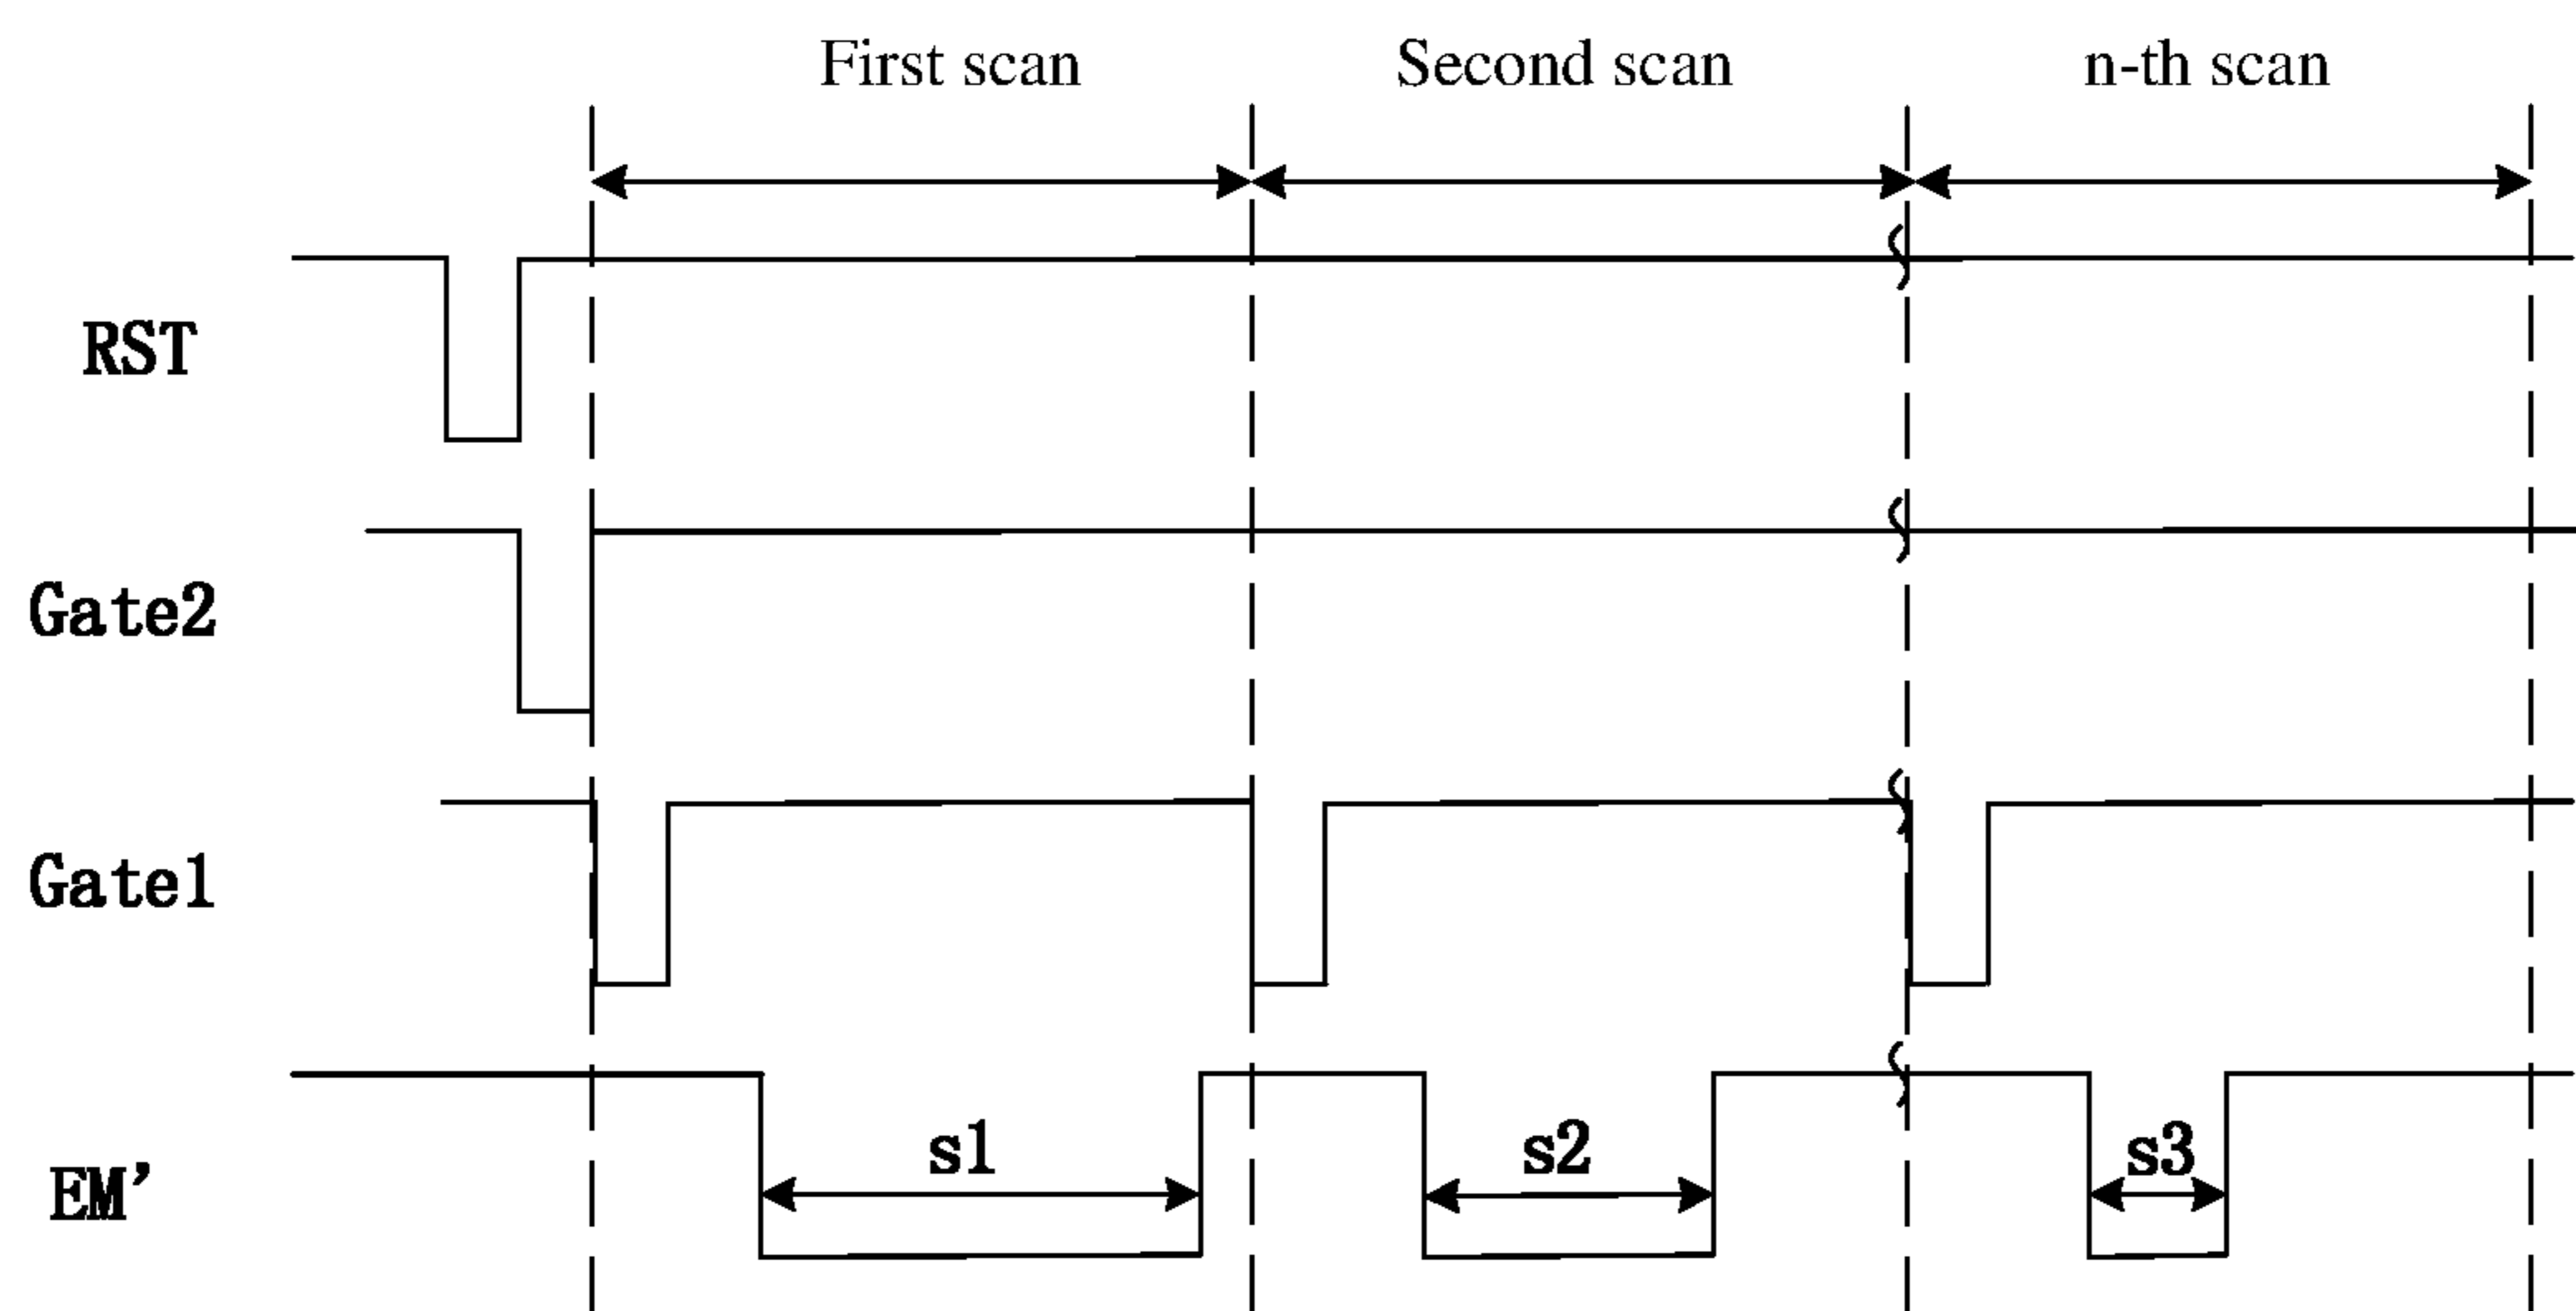 First scan Second scan n-th scan
RST
Gate2
Gate1
s1 s2 s3
EM'